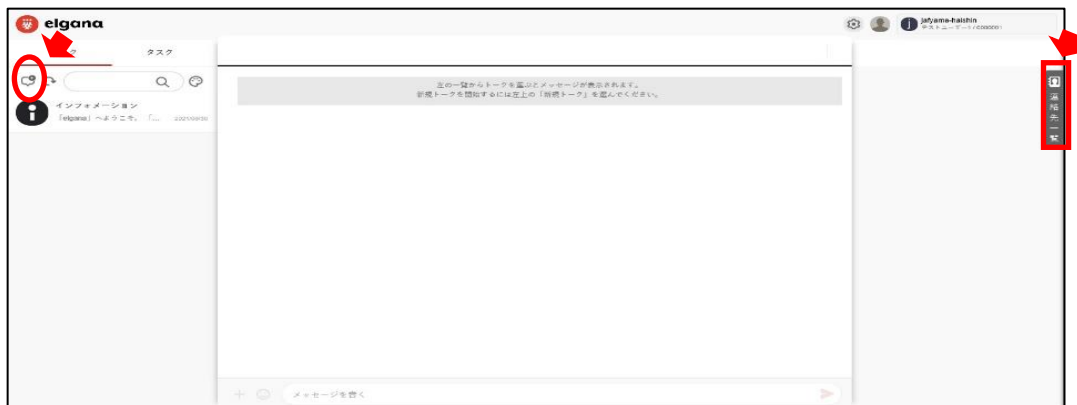 elgana
jafyama-haishin
タスク
左の一覧からトークを選ぶとメッセージが表示されます。
新規トークを開始するには左上の「新規トーク」を選んでください。
インフォメーション
「elgana」へようこそ。「...
連絡先一覧
メッセージを書く